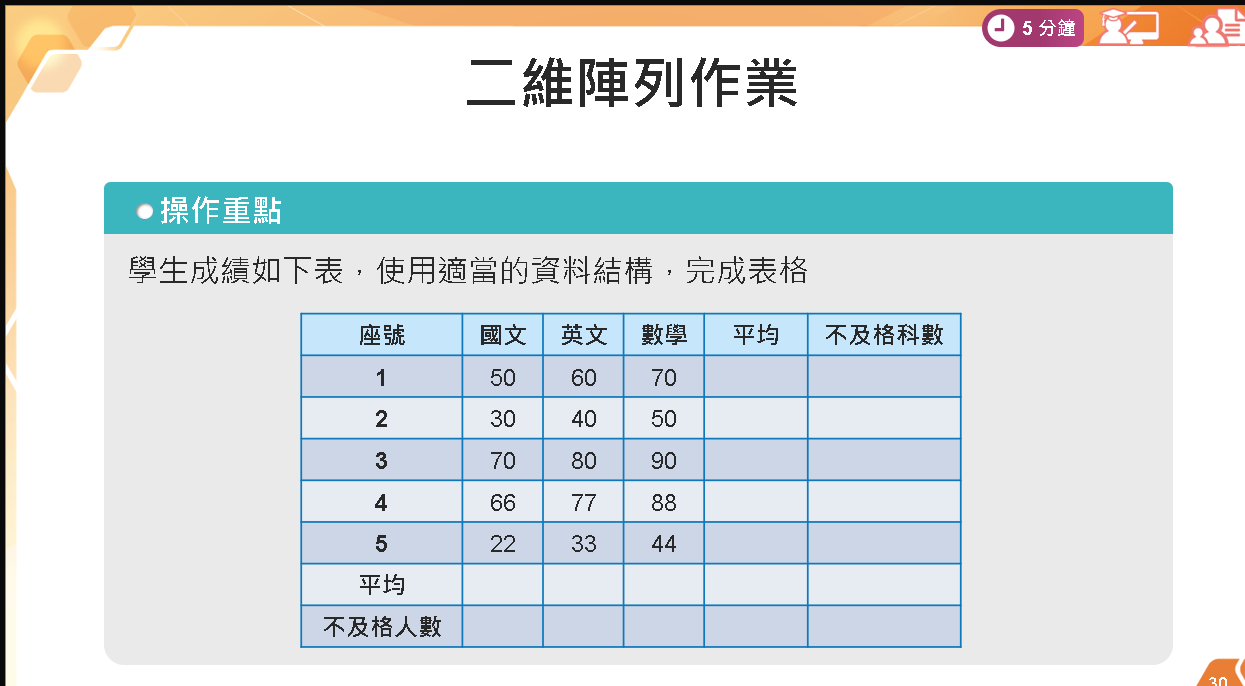 5 分鐘
二維陣列作業
操作重點
學生成績如下表，使用適當的資料結構，完成表格
座號 國文 英文 數學 平均 不及格科數
1 50 60 70
2 30 40 50
3 70 80 90
4 66 77 88
5 22 33 44
平均
不及格人數
30